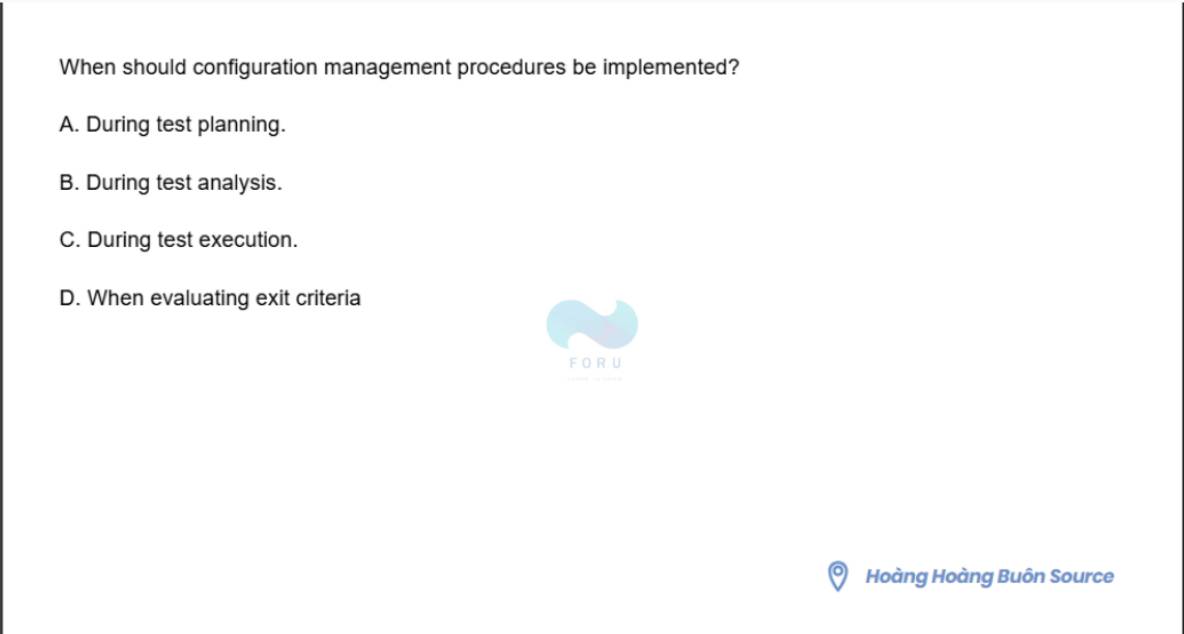 When should configuration management procedures be implemented?
A. During test planning.
B. During test analysis.
C. During test execution.
D. When evaluating exit criteria
FORU
Hoàng Hoàng Buôn Source